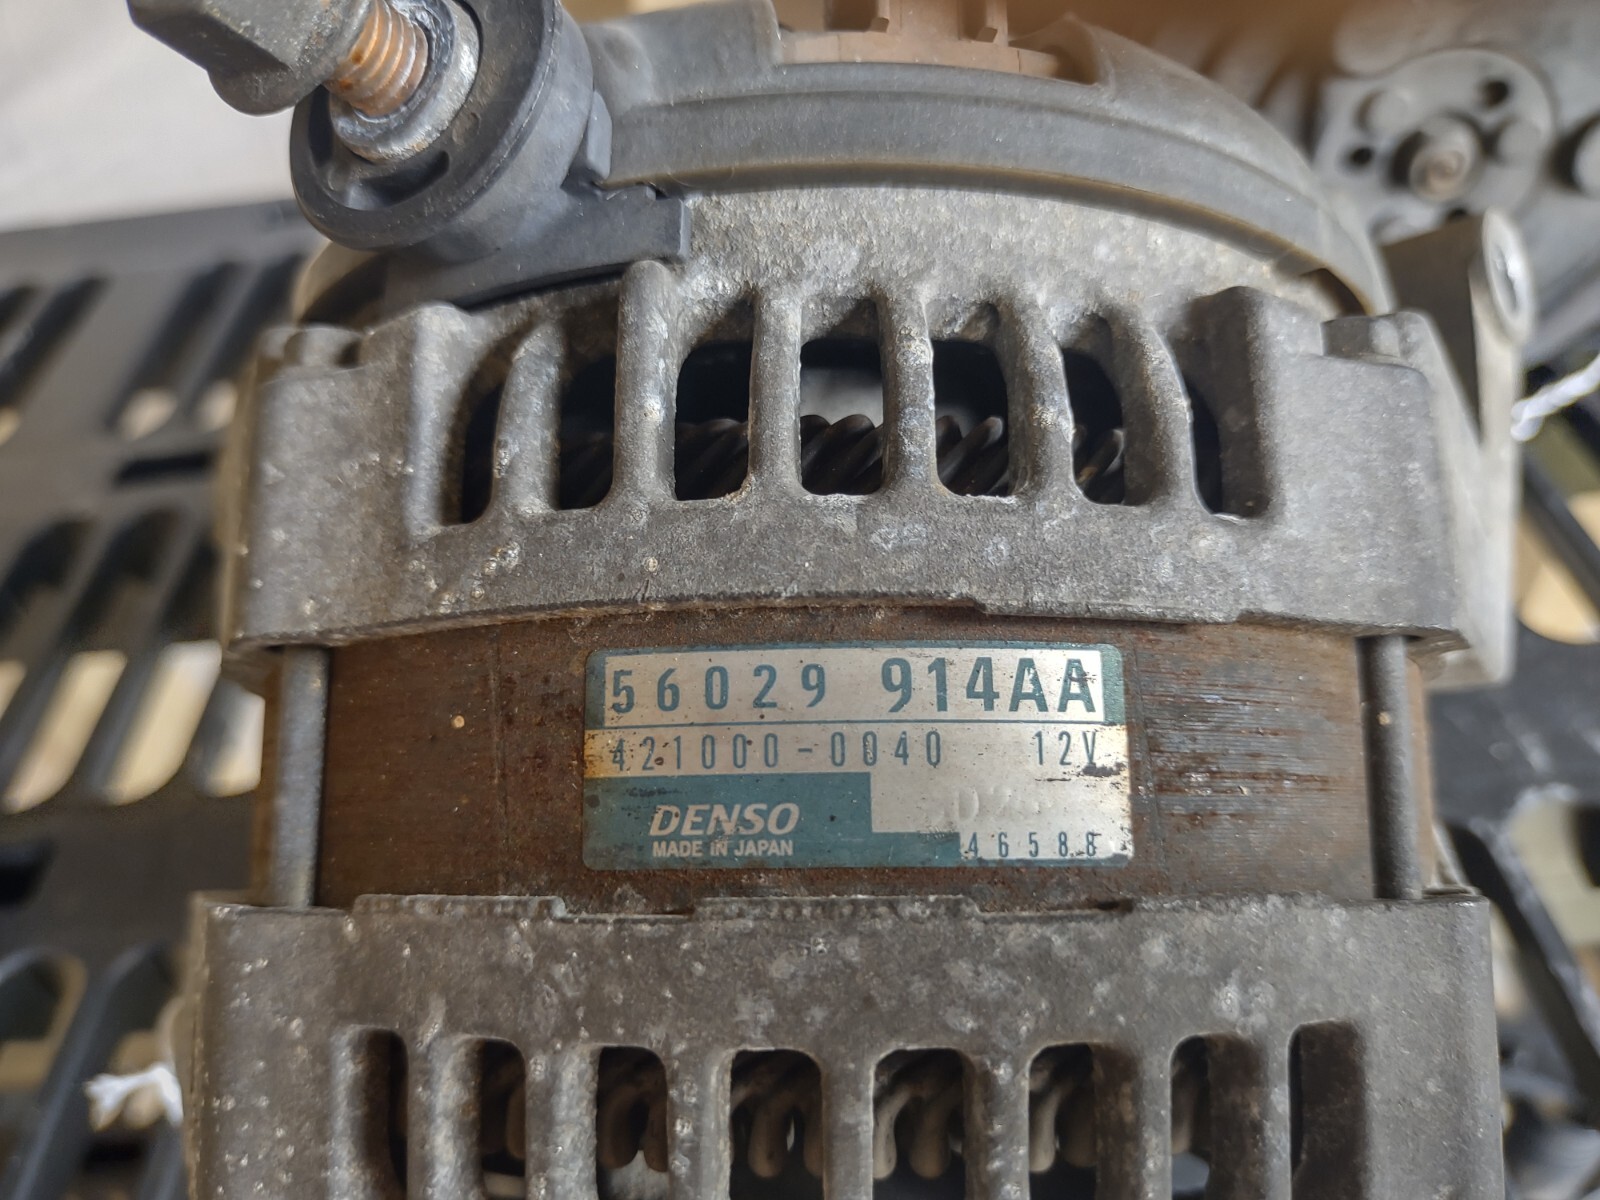 56029 914AA
421000-0040 12V
DENSO
MADE IN JAPAN
46588